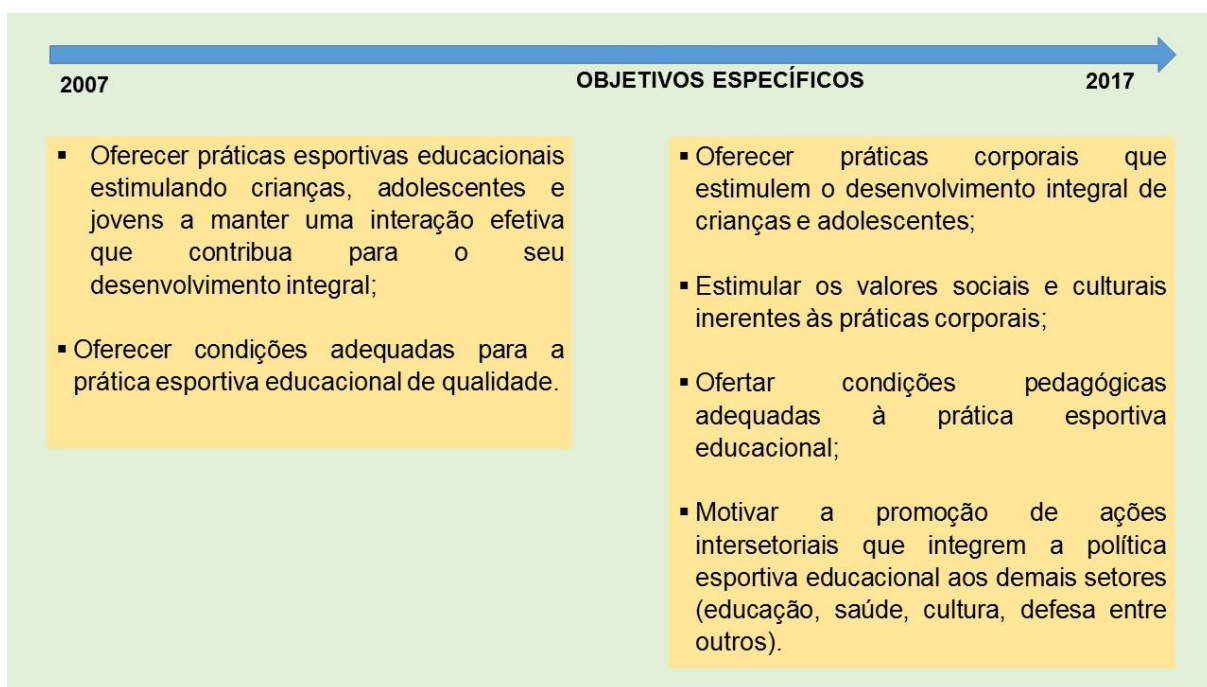 2007 OBJETIVOS ESPECÍFICOS 2017
▪ Oferecer práticas esportivas educacionais
estimulando crianças, adolescentes e
jovens a manter uma interação efetiva
que contribua para o seu
desenvolvimento integral;
▪ Oferecer condições adequadas para a
prática esportiva educacional de qualidade.
▪ Oferecer práticas corporais que
estimulem o desenvolvimento integral de
crianças e adolescentes;
▪ Estimular os valores sociais e culturais
inerentes às práticas corporais;
▪ Ofertar condições pedagógicas
adequadas à prática esportiva
educacional;
▪ Motivar a promoção de ações
intersetoriais que integrem a política
esportiva educacional aos demais setores
(educação, saúde, cultura, defesa entre
outros).